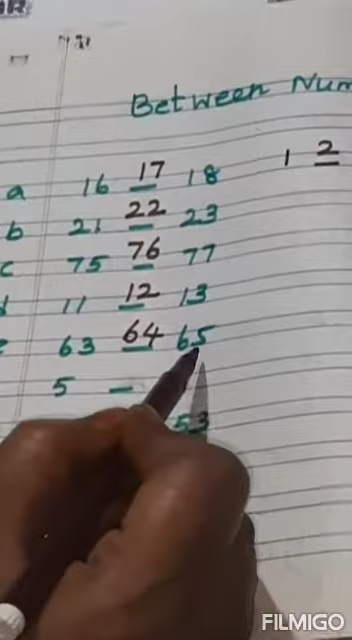 Between Num
1 2
a 16 17 18
b 21 22 23
c 75 76 77
d 11 12 13
e 63 64 65
5 _
53
FILMIGO